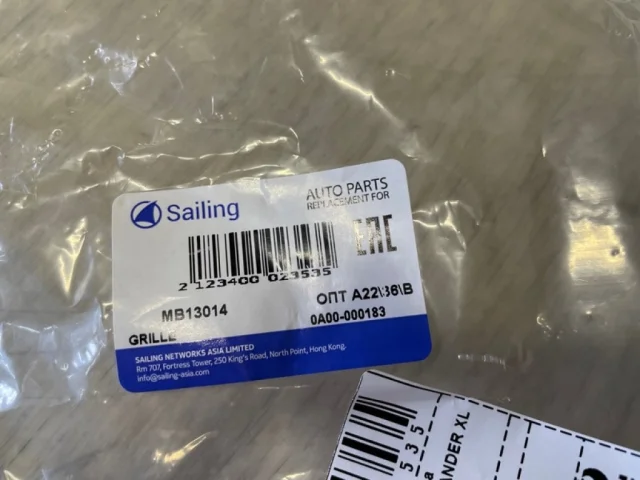 Sailing
AUTO PARTS
REPLACEMENT FOR
EAC
2 123400 023535
MB13014
ОПТ A22\36\B
GRILLE
0A00-000183
SAILING NETWORKS ASIA LIMITED
Rm 707, Fortress Tower, 250 King's Road, North Point, Hong Kong.
info@sailing-asia.com
535
ANDER XL